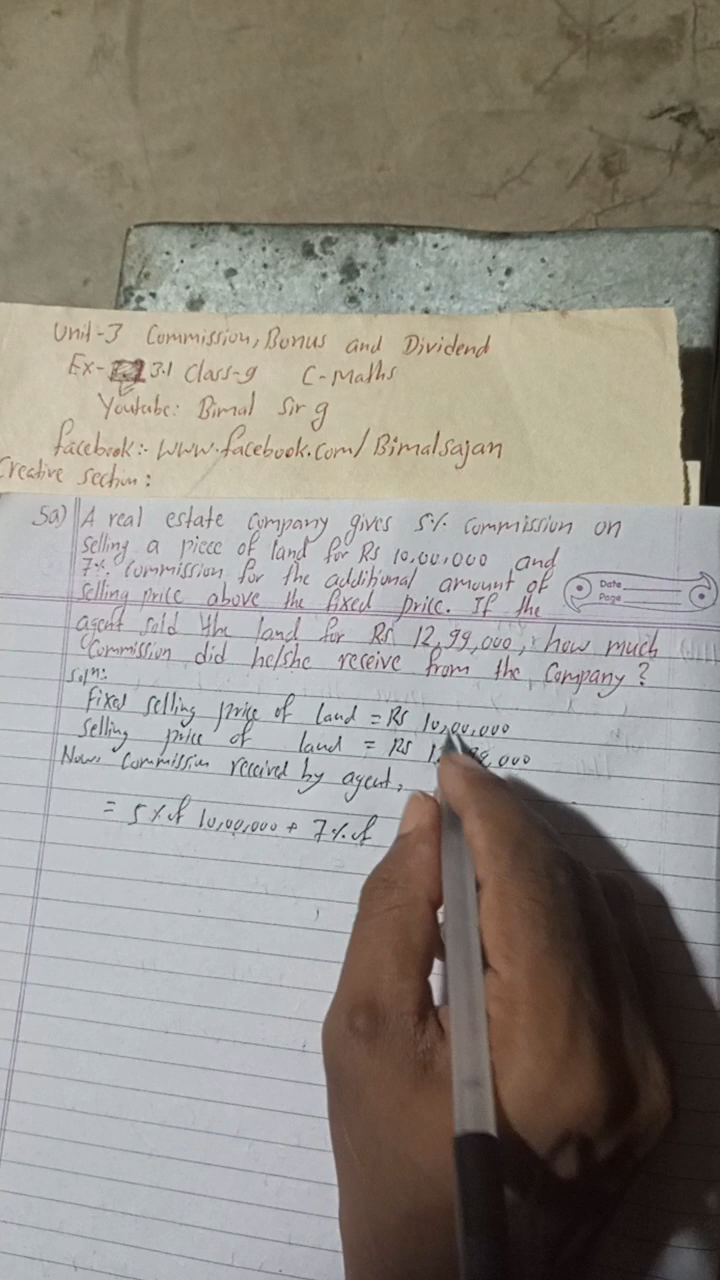 Unit-3 Commission, Bonus and Dividend
Ex- 3.1 Class-9 C-Maths
Youtube: Bimal Sir g
facebook:- www.facebook.com/Bimalsajan
Creative section:
5a) A real estate company gives 5% commission on
selling a piece of land for Rs 10,00,000 and
7% commission for the additional amount of
selling price above the fixed price. If the
Date
Page
agent sold the land for Rs 12,99,000, how much
Commission did he/she receive from the Company?
Soln:
fixed selling price of land = Rs 10,00,000
selling price of land = Rs
Now, Commission received by agent,
= 5% of 10,00,000 + 7% of